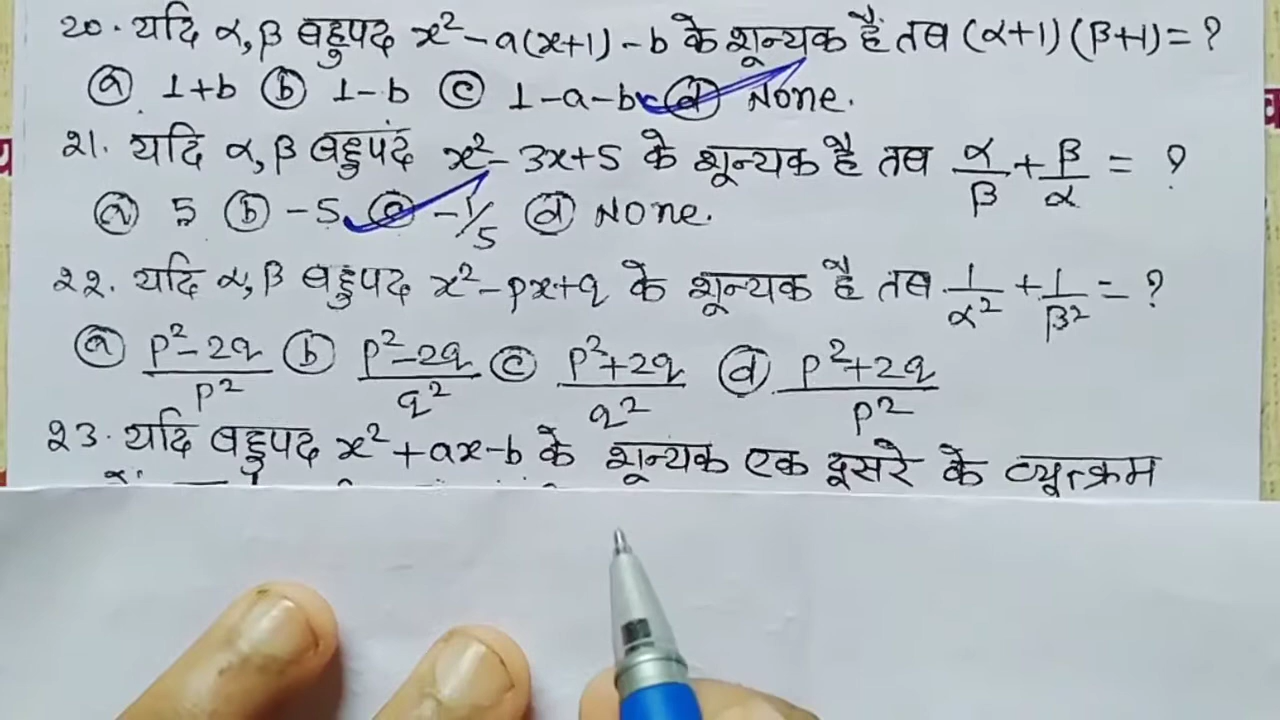 20. यदि α, β बहुपद x² - a(x+1) - b के शून्यक हैं तब (α+1) (β+1) = ?
ⓐ 1+b ⓑ 1-b ⓒ 1-a-b ⓓ None.
21. यदि α, β बहुपद x² - 3x+5 के शून्यक है तब α/β + β/α = ?
ⓐ 5 ⓑ -5 ⓒ -1/5 ⓓ None.
22. यदि α, β बहुपद x² - px+q के शून्यक है तब 1/α² + 1/β² = ?
ⓐ p²-2q/p² ⓑ p²-2q/q² ⓒ p²+2q/q² ⓓ p²+2q/p²
23. यदि बहुपद x² + ax-b के शून्यक एक दूसरे के व्यूत्क्रम